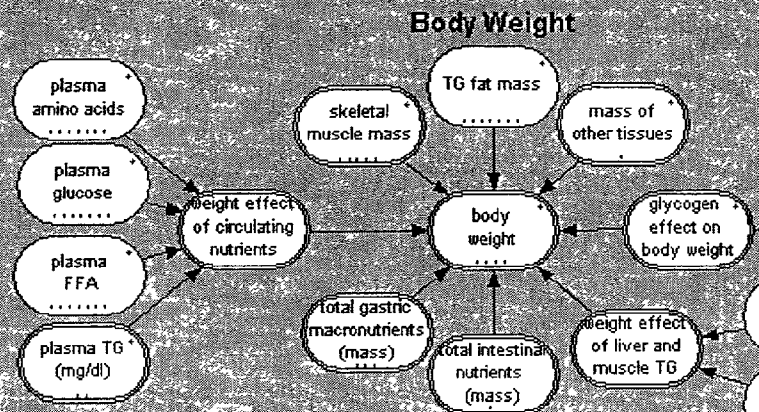 Body Weight
plasma
amino acids
skeletal
muscle mass
TG fat mass
mass of
other tissues
plasma
glucose
weight effect
of circulating
nutrients
body
weight
glycogen
effect on
body weight
plasma
FFA
plasma TG
(mg/dl)
total gastric
macronutrients
(mass)
total intestinal
nutrients
(mass)
weight effect
of liver and
muscle TG